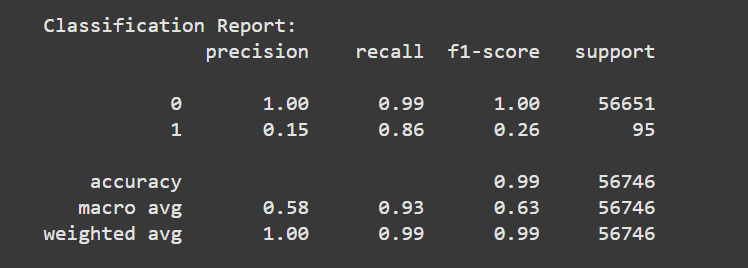 Classification Report:
precision recall f1-score support
0 1.00 0.99 1.00 56651
1 0.15 0.86 0.26 95
accuracy 0.99 56746
macro avg 0.58 0.93 0.63 56746
weighted avg 1.00 0.99 0.99 56746